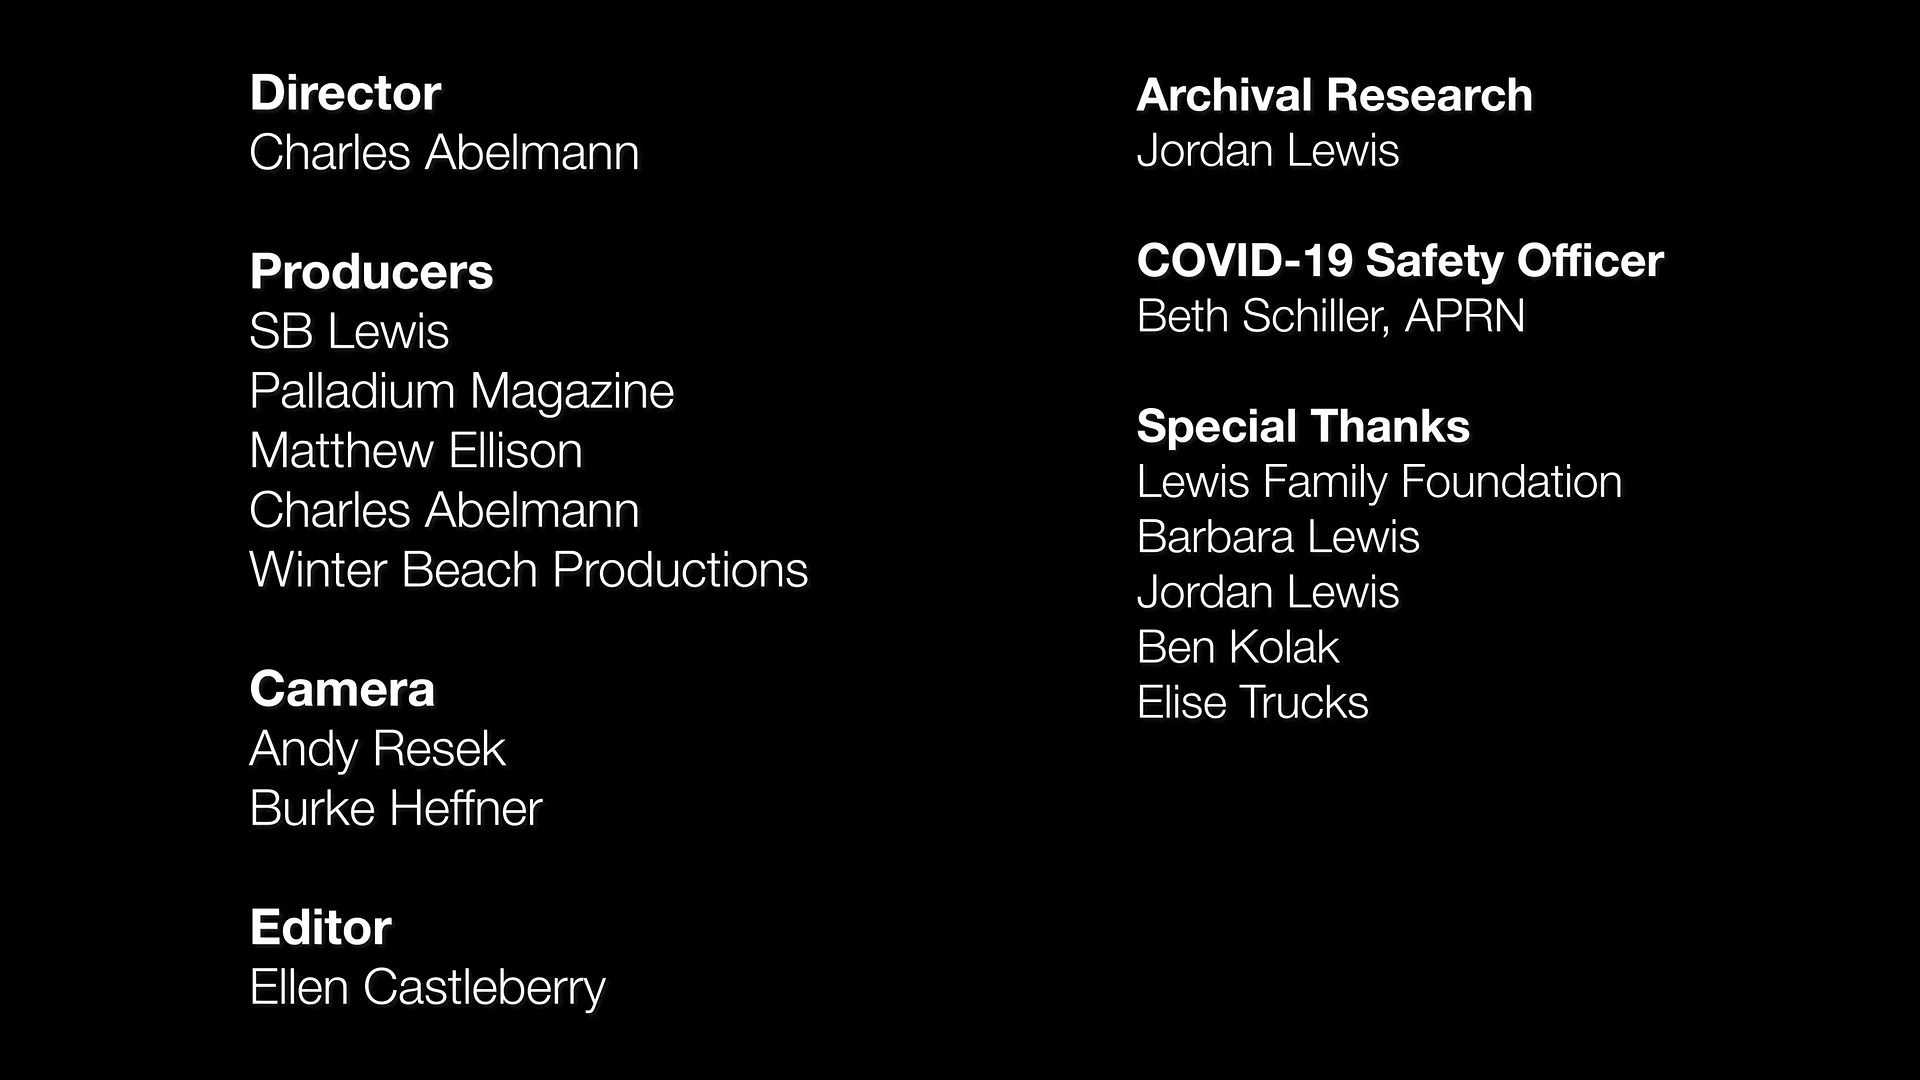 Director
Charles Abelmann
Producers
SB Lewis
Palladium Magazine
Matthew Ellison
Charles Abelmann
Winter Beach Productions
Camera
Andy Resek
Burke Heffner
Editor
Ellen Castleberry
Archival Research
Jordan Lewis
COVID-19 Safety Officer
Beth Schiller, APRN
Special Thanks
Lewis Family Foundation
Barbara Lewis
Jordan Lewis
Ben Kolak
Elise Trucks